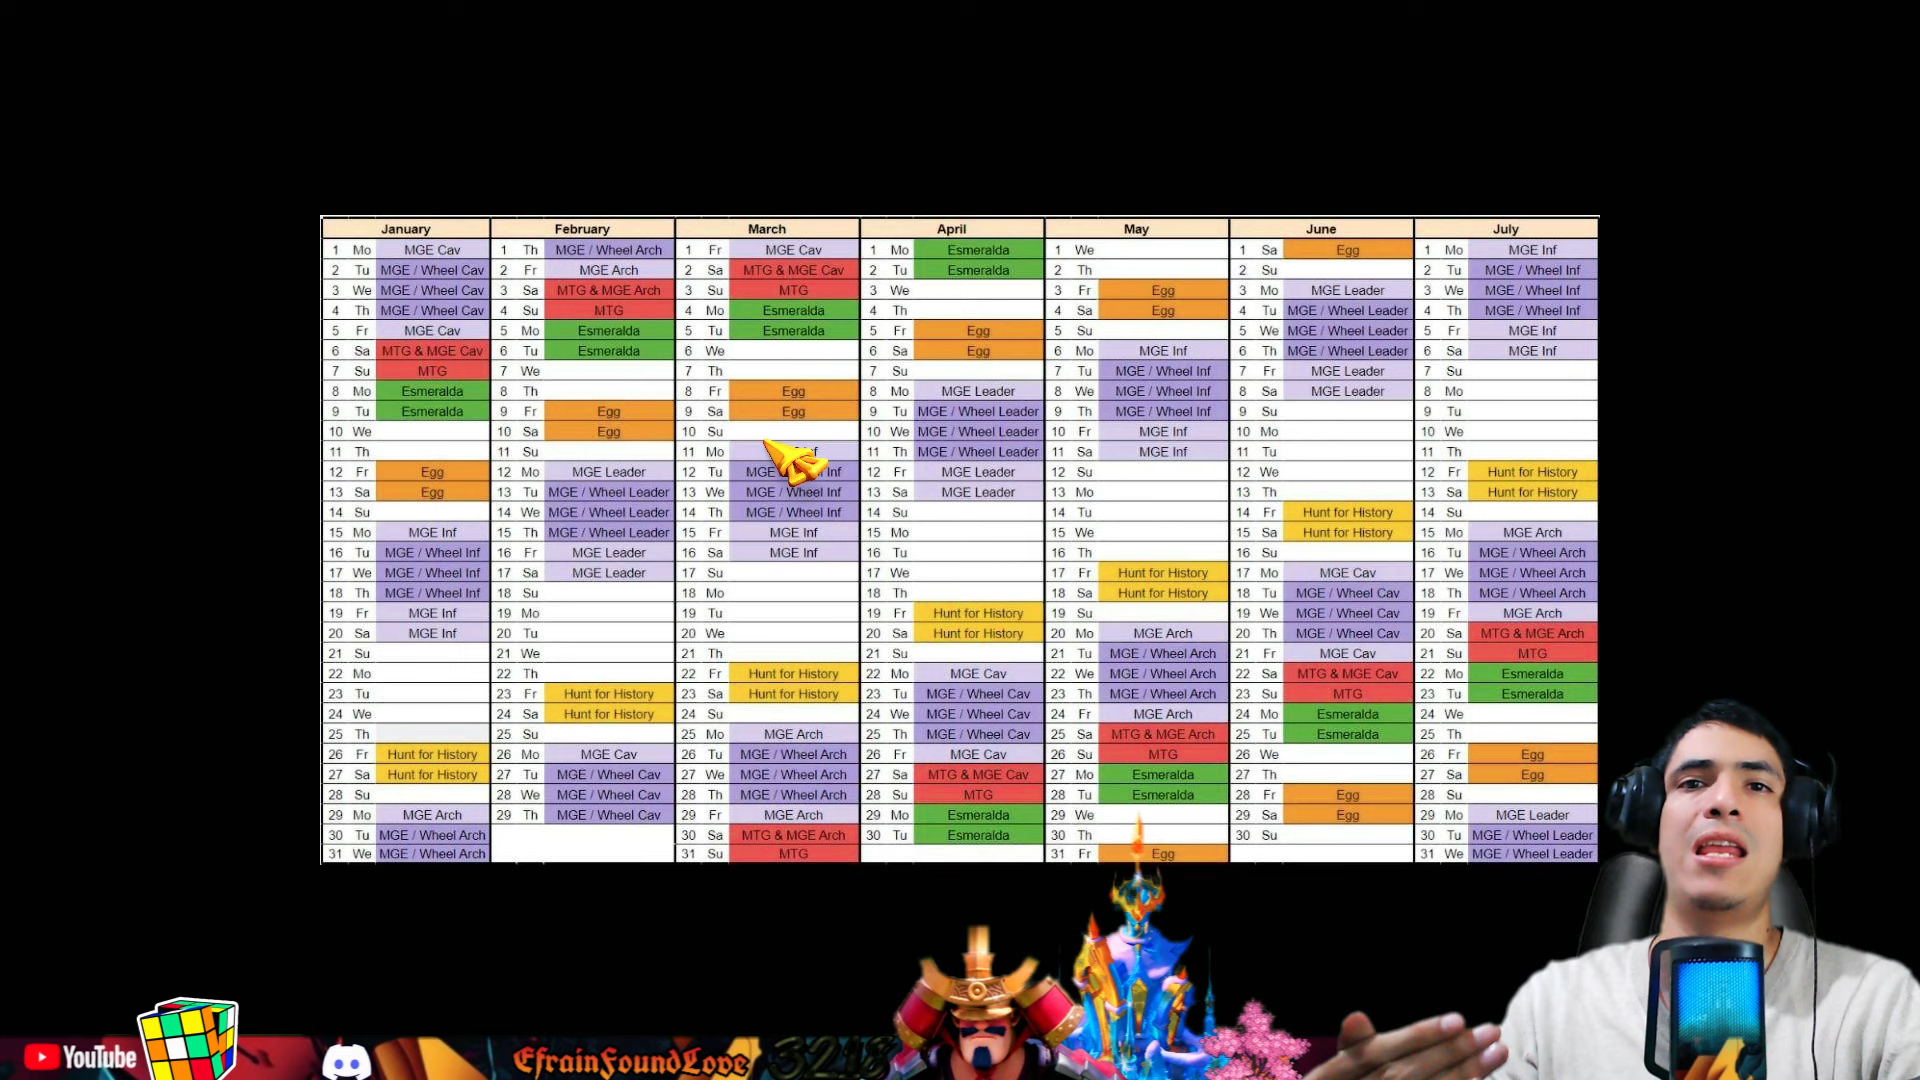 January February March April May June July
1 Mo MGE Cav 1 Th MGE / Wheel Arch 1 Fr MGE Cav 1 Mo Esmeralda 1 We 1 Sa Egg 1 Mo MGE Inf
2 Tu MGE / Wheel Cav 2 Fr MGE Arch 2 Sa MTG & MGE Cav 2 Tu Esmeralda 2 Th 2 Su 2 Tu MGE / Wheel Inf
3 We MGE / Wheel Cav 3 Sa MTG & MGE Arch 3 Su MTG 3 We 3 Fr Egg 3 Mo MGE Leader 3 We MGE / Wheel Inf
4 Th MGE / Wheel Cav 4 Su MTG 4 Mo Esmeralda 4 Th 4 Sa Egg 4 Tu MGE / Wheel Leader 4 Th MGE / Wheel Inf
5 Fr MGE Cav 5 Mo Esmeralda 5 Tu Esmeralda 5 Fr Egg 5 Su 5 We MGE / Wheel Leader 5 Fr MGE Inf
6 Sa MTG & MGE Cav 6 Tu Esmeralda 6 We 6 Sa Egg 6 Mo MGE Inf 6 Th MGE / Wheel Leader 6 Sa MGE Inf
7 Su MTG 7 We 7 Th 7 Su 7 Tu MGE / Wheel Inf 7 Fr MGE Leader 7 Su
8 Mo Esmeralda 8 Th 8 Fr Egg 8 Mo MGE Leader 8 We MGE / Wheel Inf 8 Sa MGE Leader 8 Mo
9 Tu Esmeralda 9 Fr Egg 9 Sa Egg 9 Tu MGE / Wheel Leader 9 Th MGE / Wheel Inf 9 Su 9 Tu
10 We 10 Sa Egg 10 Su 10 We MGE / Wheel Leader 10 Fr MGE Inf 10 Mo 10 We
11 Th 11 Su 11 Mo 11 Th MGE / Wheel Leader 11 Sa MGE Inf 11 Tu 11 Th
12 Fr Egg 12 Mo MGE Leader 12 Tu MGE Inf 12 Fr MGE Leader 12 Su 12 We 12 Fr Hunt for History
13 Sa Egg 13 Tu MGE / Wheel Leader 13 We MGE / Wheel Inf 13 Sa MGE Leader 13 Mo 13 Th 13 Sa Hunt for History
14 Su 14 We MGE / Wheel Leader 14 Th MGE / Wheel Inf 14 Su 14 Tu 14 Fr Hunt for History 14 Su
15 Mo MGE Inf 15 Th MGE / Wheel Leader 15 Fr MGE Inf 15 Mo 15 We 15 Sa Hunt for History 15 Mo MGE Arch
16 Tu MGE / Wheel Inf 16 Fr MGE Leader 16 Sa MGE Inf 16 Tu 16 Th 16 Su 16 Tu MGE / Wheel Arch
17 We MGE / Wheel Inf 17 Sa MGE Leader 17 Su 17 We 17 Fr Hunt for History 17 Mo MGE Cav 17 We MGE / Wheel Arch
18 Th MGE / Wheel Inf 18 Su 18 Mo 18 Th 18 Sa Hunt for History 18 Tu MGE / Wheel Cav 18 Th MGE / Wheel Arch
19 Fr MGE Inf 19 Mo 19 Tu 19 Fr Hunt for History 19 Su 19 We MGE / Wheel Cav 19 Fr MGE Arch
20 Sa MGE Inf 20 Tu 20 We 20 Sa Hunt for History 20 Mo MGE Arch 20 Th MGE / Wheel Cav 20 Sa MTG & MGE Arch
21 Su 21 We 21 Th 21 Su 21 Tu MGE / Wheel Arch 21 Fr MGE Cav 21 Su MTG
22 Mo 22 Th 22 Fr Hunt for History 22 Mo MGE Cav 22 We MGE / Wheel Arch 22 Sa MTG & MGE Cav 22 Mo Esmeralda
23 Tu 23 Fr Hunt for History 23 Sa Hunt for History 23 Tu MGE / Wheel Cav 23 Th MGE / Wheel Arch 23 Su MTG 23 Tu Esmeralda
24 We 24 Sa Hunt for History 24 Su 24 We MGE / Wheel Cav 24 Fr MGE Arch 24 Mo Esmeralda 24 We
25 Th 25 Su 25 Mo MGE Arch 25 Th MGE / Wheel Cav 25 Sa MTG & MGE Arch 25 Tu Esmeralda 25 Th
26 Fr Hunt for History 26 Mo MGE Cav 26 Tu MGE / Wheel Arch 26 Fr MGE Cav 26 Su MTG 26 We 26 Fr Egg
27 Sa Hunt for History 27 Tu MGE / Wheel Cav 27 We MGE / Wheel Arch 27 Sa MTG & MGE Cav 27 Mo Esmeralda 27 Th 27 Sa Egg
28 Su 28 We MGE / Wheel Cav 28 Th MGE / Wheel Arch 28 Su MTG 28 Tu Esmeralda 28 Fr Egg 28 Su
29 Mo MGE Arch 29 Th MGE / Wheel Cav 29 Fr MGE Arch 29 Mo Esmeralda 29 We 29 Sa Egg 29 Mo MGE Leader
30 Tu MGE / Wheel Arch 30 Sa MTG & MGE Arch 30 Tu Esmeralda 30 Th 30 Su 30 Tu MGE / Wheel Leader
31 We MGE / Wheel Arch 31 Su MTG 31 Fr Egg 31 We MGE / Wheel Leader
YouTube EfrainFoundLove 3218